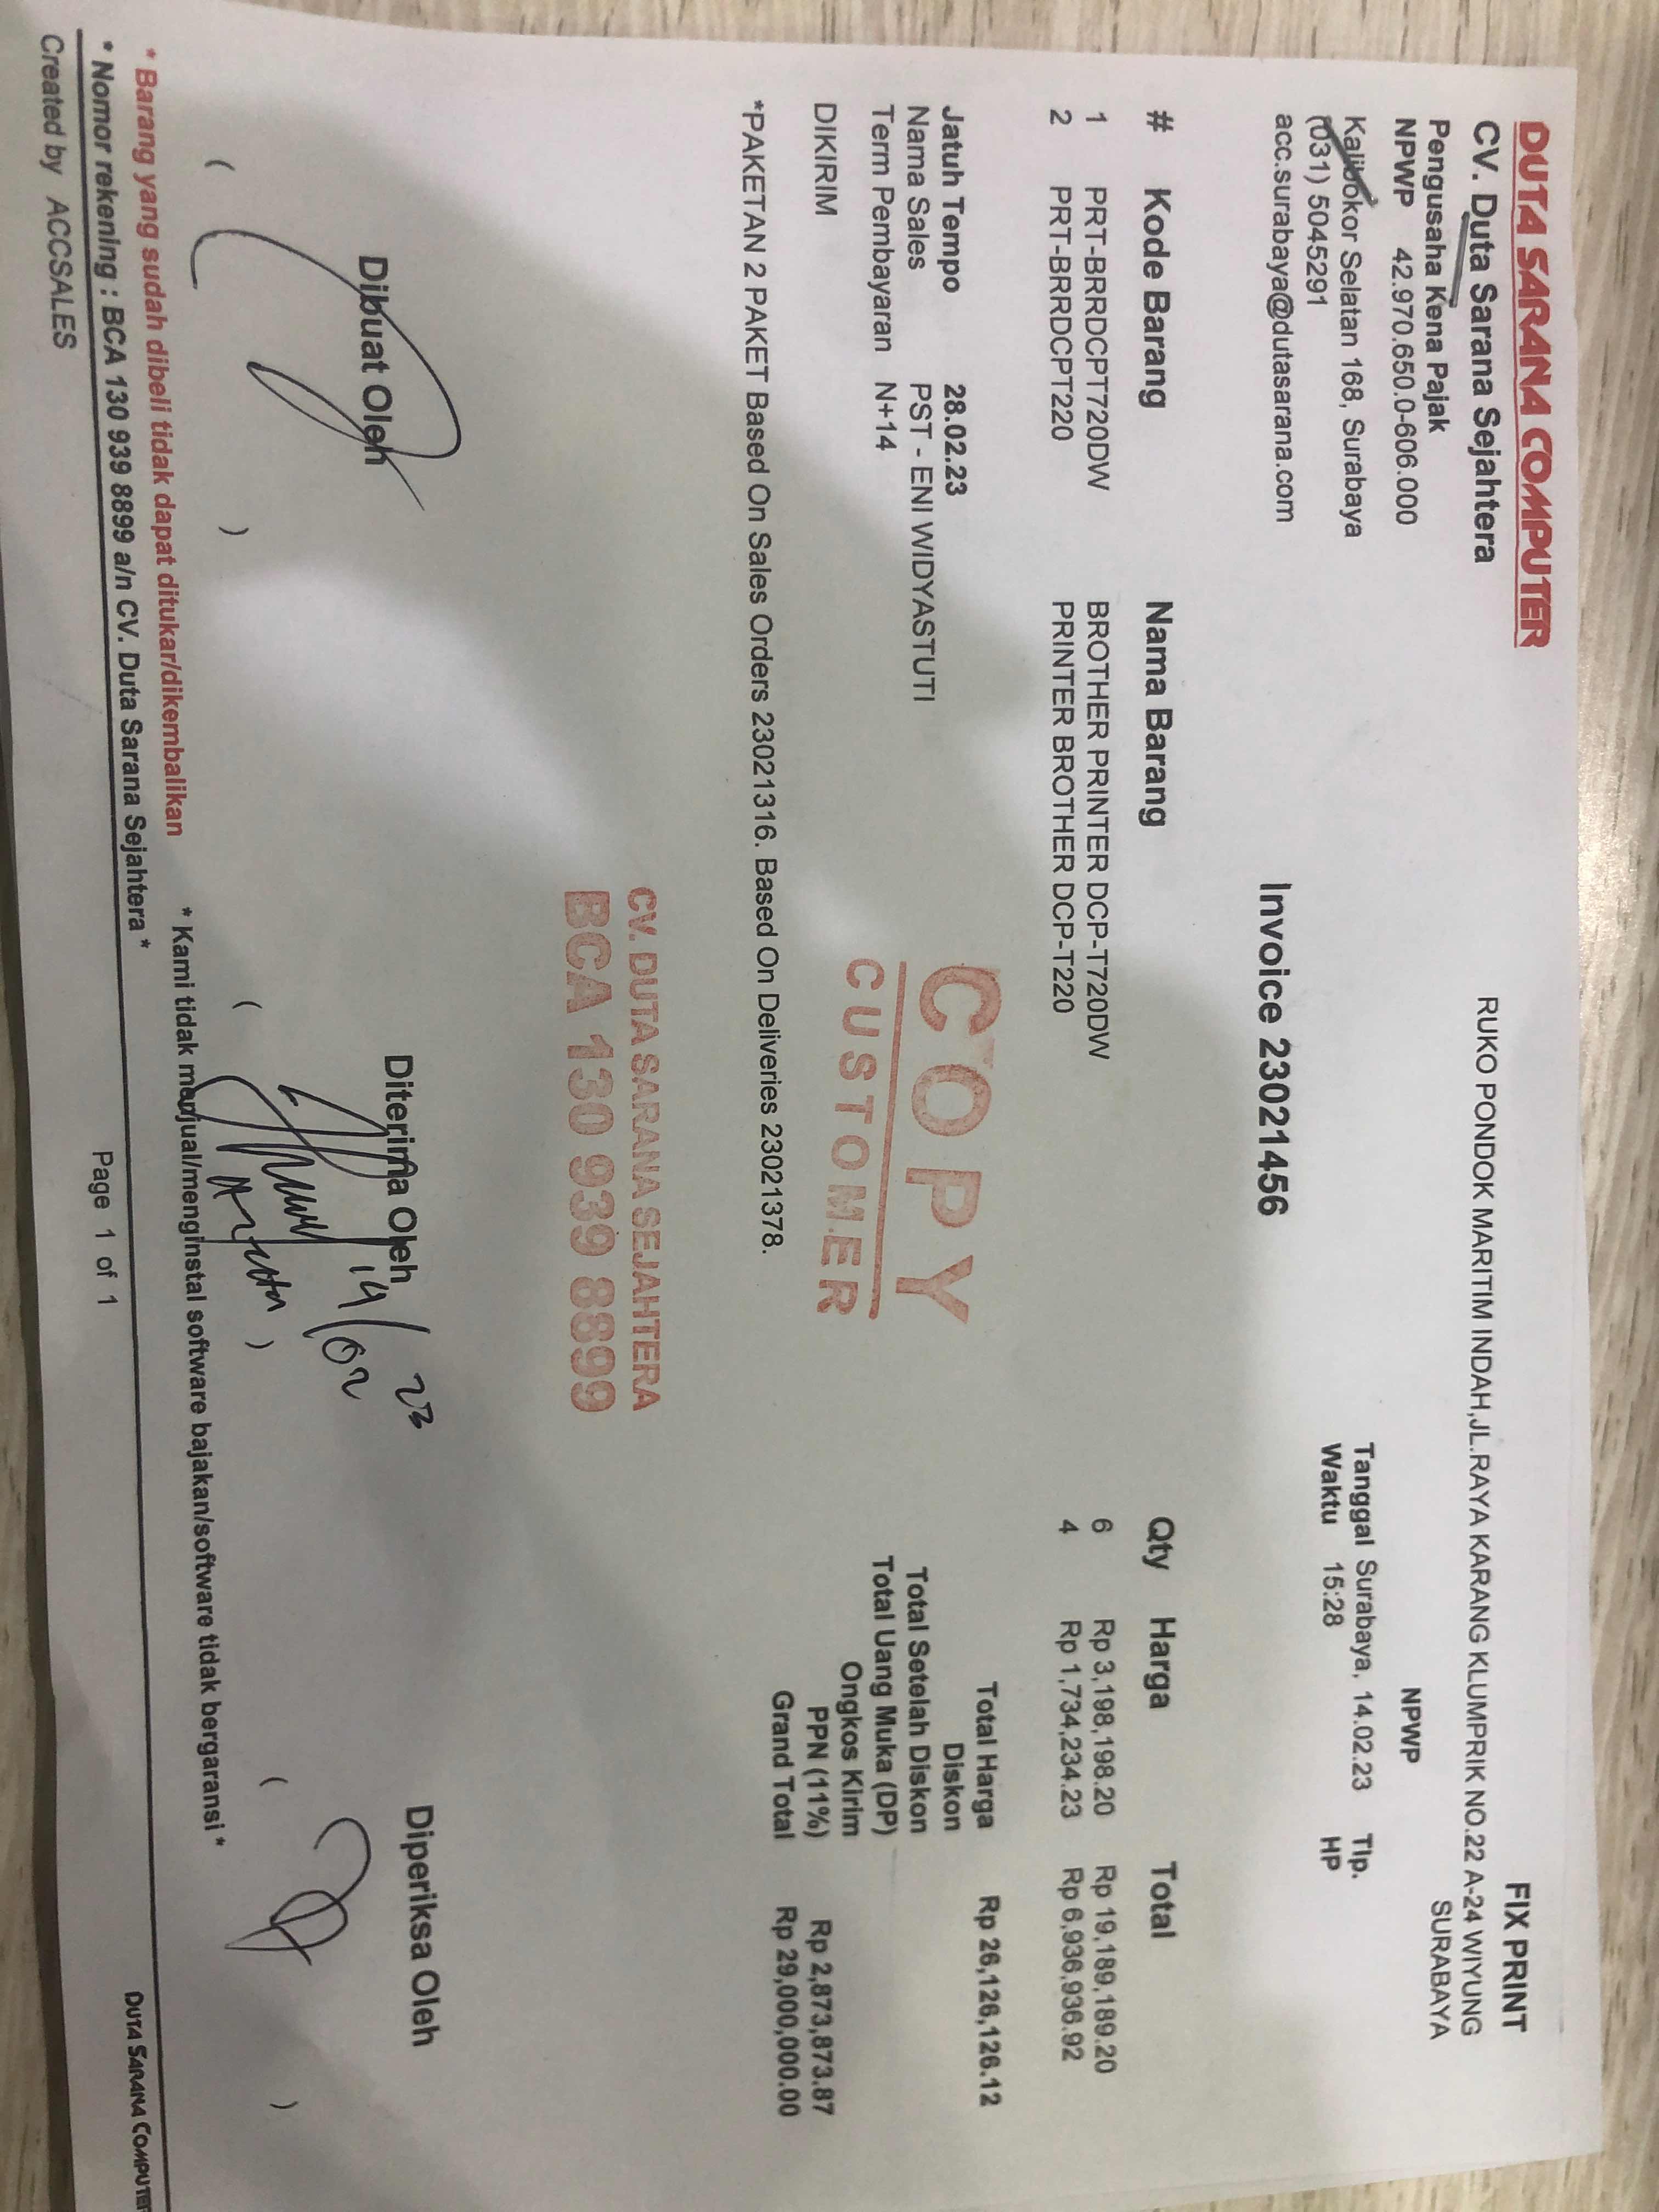 DUTA SARANA COMPUTER
CV. Duta Sarana Sejahtera
Pengusaha Kena Pajak
NPWP 42.970.650.0-606.000
Kalibokor Selatan 168, Surabaya
(031) 5045291
acc.surabaya@dutasarana.com
FIX PRINT
RUKO PONDOK MARITIM INDAH,JL.RAYA KARANG KLUMPRIK NO.22 A-24 WIYUNG
SURABAYA
NPWP
Tanggal Surabaya, 14.02.23 Tlp.
Waktu 15:28 HP
Invoice 23021456
# Kode Barang Nama Barang Qty Harga Total
1 PRT-BRRDCPT720DW BROTHER PRINTER DCP-T720DW 6 Rp 3,198,198.20 Rp 19,189,189.20
2 PRT-BRRDCPT220 PRINTER BROTHER DCP-T220 4 Rp 1,734,234.23 Rp 6,936,936.92
Jatuh Tempo 28.02.23
Nama Sales PST - ENI WIDYASTUTI
Term Pembayaran N+14
DIKIRIM
*PAKETAN 2 PAKET Based On Sales Orders 23021316. Based On Deliveries 23021378.
COPY
CUSTOMER
Total Harga Rp 26,126,126.12
Diskon
Total Setelah Diskon
Total Uang Muka (DP)
Ongkos Kirim
PPN (11%) Rp 2,873,873.87
Grand Total Rp 29,000,000.00
CV. DUTA SARANA SEJAHTERA
BCA 130 939 8899
Dibuat Oleh Diterima Oleh Diperiksa Oleh
14/02 23
( ) ( ) ( )
* Barang yang sudah dibeli tidak dapat ditukar/dikembalikan * Kami tidak menjual/menginstal software bajakan/software tidak bergaransi *
* Nomor rekening : BCA 130 939 8899 a/n CV. Duta Sarana Sejahtera *
Created by ACCSALES Page 1 of 1 DUTA SARANA COMPUTER